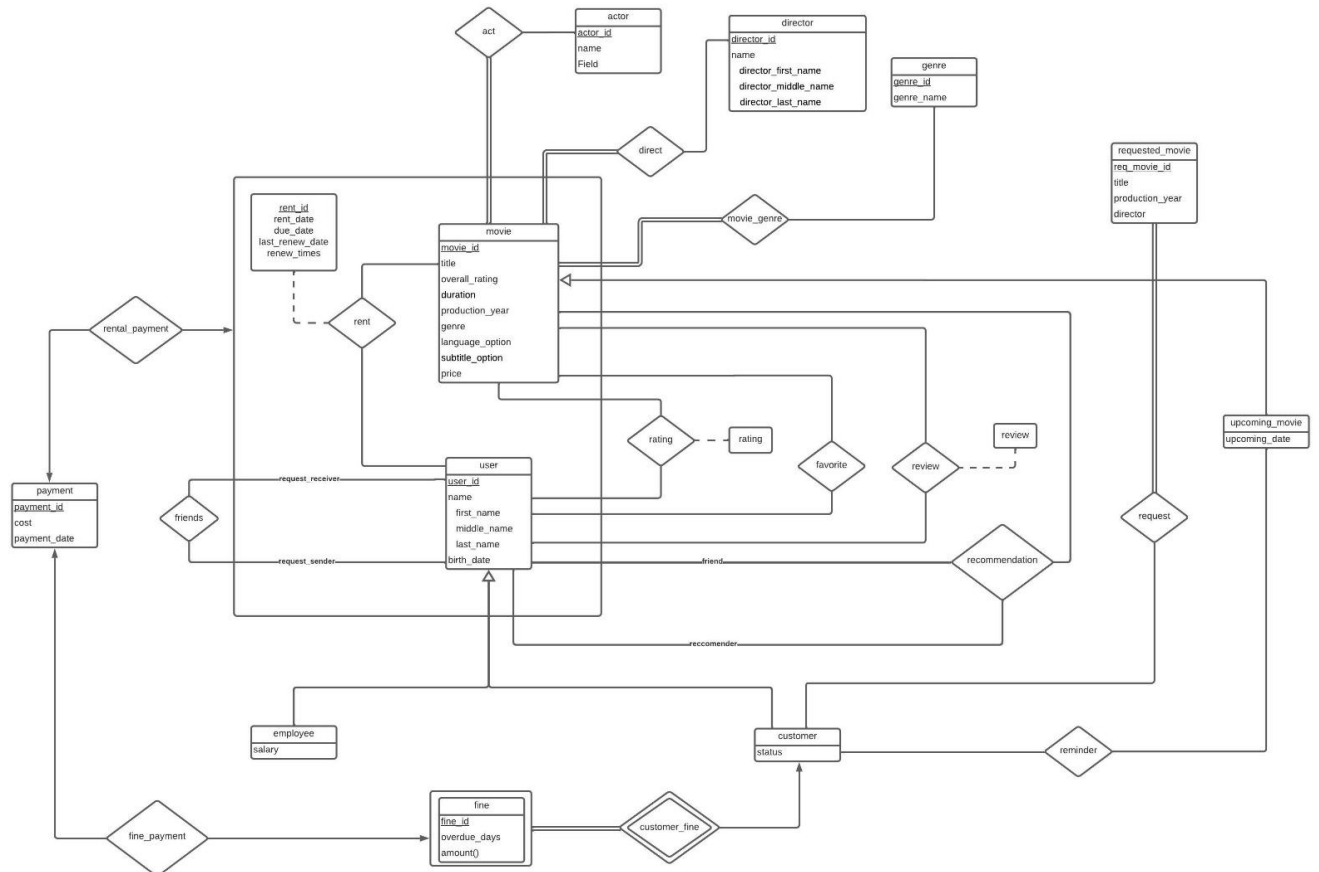 act
actor
actor_id
name
Field
director
director_id
name
director_first_name
director_middle_name
director_last_name
genre
genre_id
genre_name
direct
requested_movie
req_movie_id
title
production_year
director
movie_genre
rent_id
rent_date
due_date
last_renew_date
renew_times
movie
movie_id
title
overall_rating
duration
production_year
genre
language_option
subtitle_option
price
rental_payment
rent
rating
rating
favorite
review
review
upcoming_movie
upcoming_date
payment
payment_id
cost
payment_date
friends
request_receiver
request_sender
user
user_id
name
first_name
middle_name
last_name
birth_date
friend
recommendation
reccomender
request
employee
salary
customer
status
reminder
fine_payment
fine
fine_id
overdue_days
amount()
customer_fine